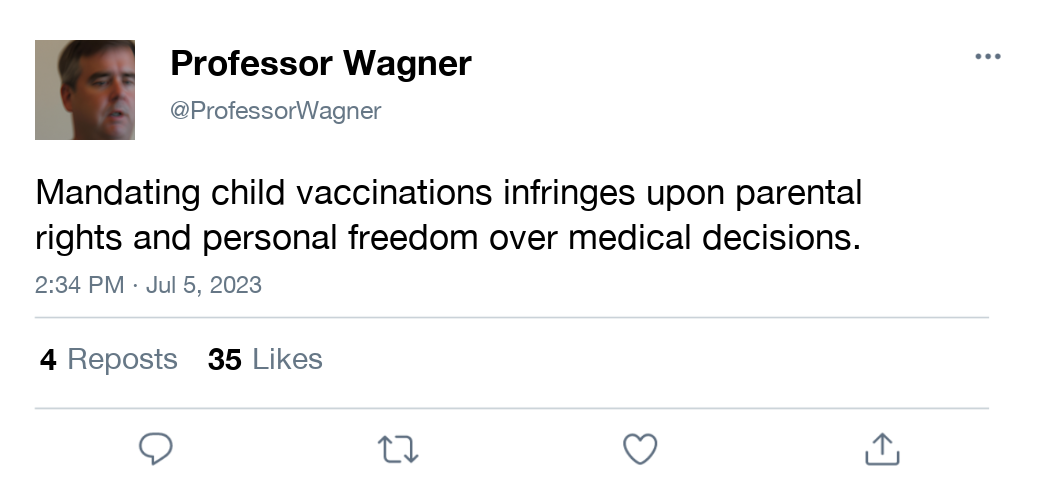 Professor Wagner
@ProfessorWagner
Mandating child vaccinations infringes upon parental
rights and personal freedom over medical decisions.
2:34 PM · Jul 5, 2023
4 Reposts 35 Likes